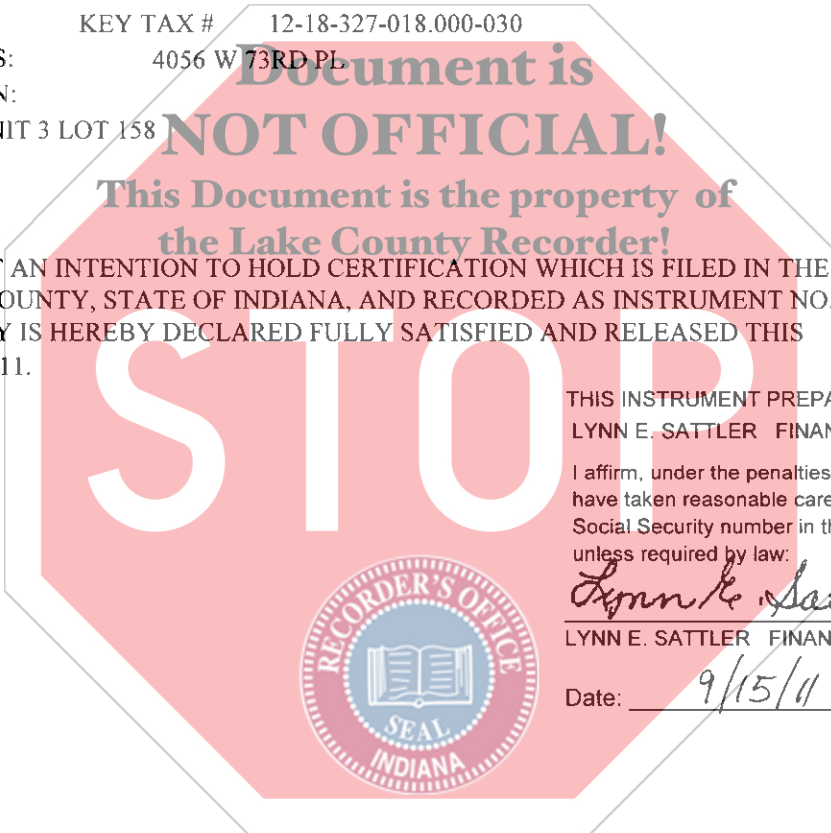 KEY TAX # 12-18-327-018.000-030
S: 4056 W 73RD PL
N:
NIT 3 LOT 158
Document is
NOT OFFICIAL!
This Document is the property of
the Lake County Recorder!
AN INTENTION TO HOLD CERTIFICATION WHICH IS FILED IN THE
OUNTY, STATE OF INDIANA, AND RECORDED AS INSTRUMENT NO.
Y IS HEREBY DECLARED FULLY SATISFIED AND RELEASED THIS
11.
STOP
THIS INSTRUMENT PREPA
LYNN E. SATTLER FINAN
I affirm, under the penalties
have taken reasonable care
Social Security number in th
unless required by law:
Lynn E. Sa
LYNN E. SATTLER FINAN
Date: 9/15/11
RECORDER'S OFFICE
SEAL
INDIANA